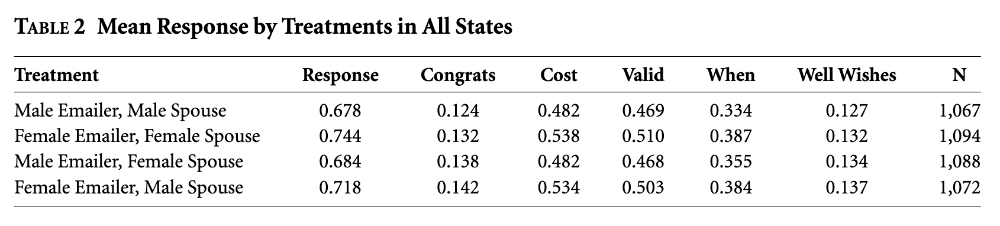 TABLE 2 Mean Response by Treatments in All States
Treatment Response Congrats Cost Valid When Well Wishes N
Male Emailer, Male Spouse 0.678 0.124 0.482 0.469 0.334 0.127 1,067
Female Emailer, Female Spouse 0.744 0.132 0.538 0.510 0.387 0.132 1,094
Male Emailer, Female Spouse 0.684 0.138 0.482 0.468 0.355 0.134 1,088
Female Emailer, Male Spouse 0.718 0.142 0.534 0.503 0.384 0.137 1,072